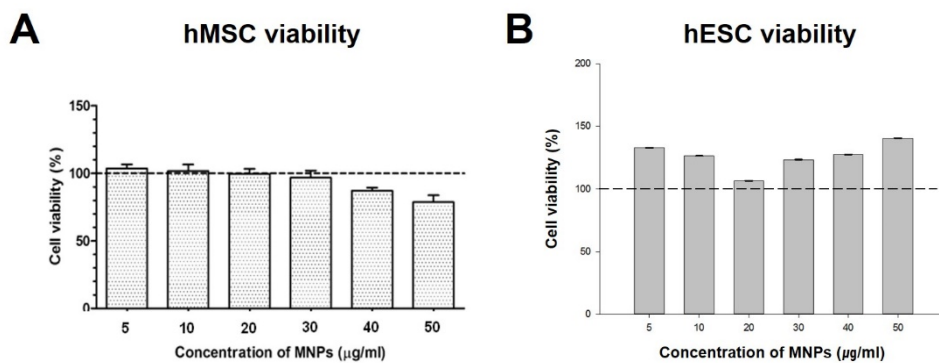 A
hMSC viability
150
100
50
0
Cell viability (%)
5 10 20 30 40 50
Concentration of MNPs (μg/ml)
B
hESC viability
200
150
100
50
0
Cell viability (%)
5 10 20 30 40 50
Concentration of MNPs (μg/ml)